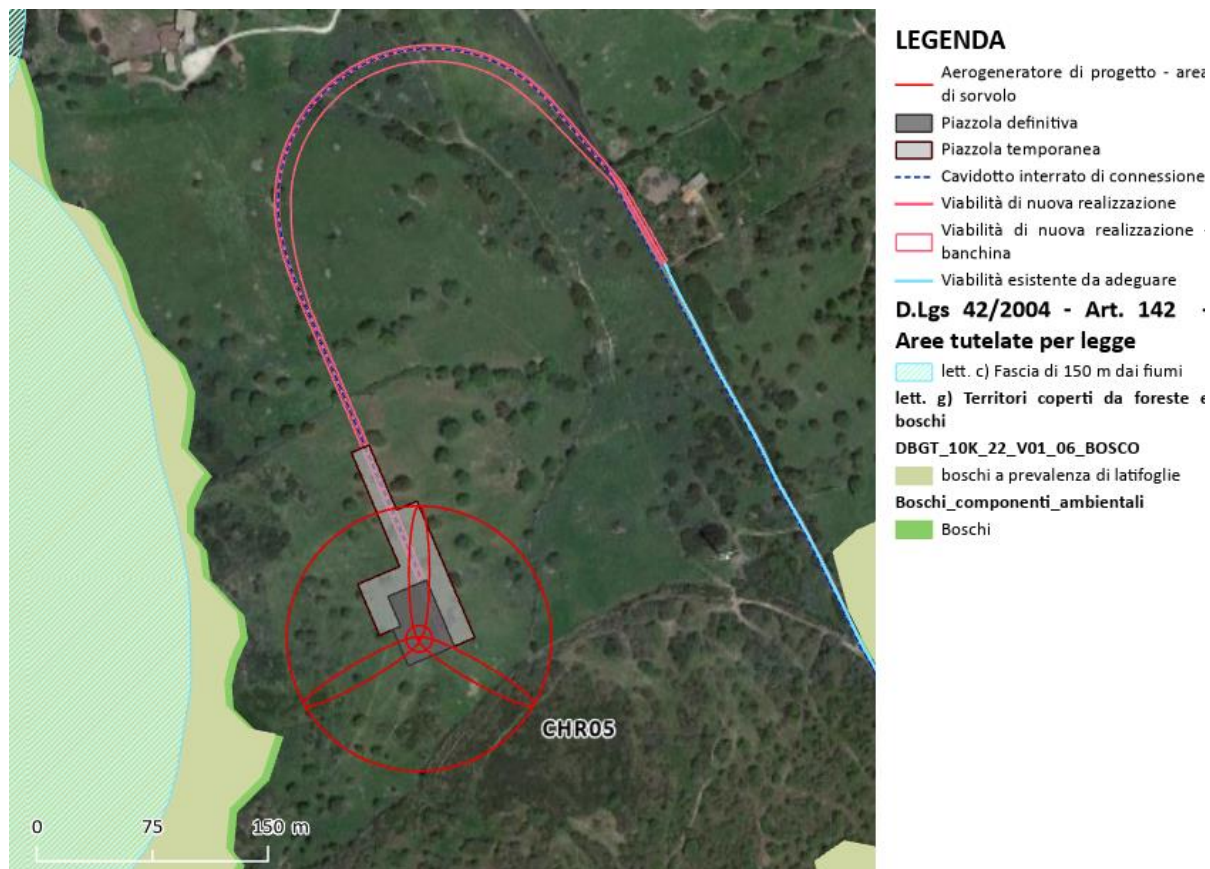 LEGENDA
Aerogeneratore di progetto - area
di sorvolo
Piazzola definitiva
Piazzola temporanea
Cavidotto interrato di connessione
Viabilità di nuova realizzazione
Viabilità di nuova realizzazione -
banchina
Viabilità esistente da adeguare
D.Lgs 42/2004 - Art. 142 -
Aree tutelate per legge
lett. c) Fascia di 150 m dai fiumi
lett. g) Territori coperti da foreste e
boschi
DBGT_10K_22_V01_06_BOSCO
boschi a prevalenza di latifoglie
Boschi_componenti_ambientali
Boschi
CHR05
0 75 150 m